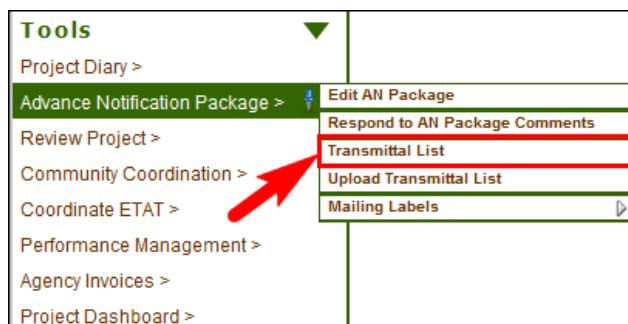 Tools
Project Diary >
Advance Notification Package >
Edit AN Package
Respond to AN Package Comments
Transmittal List
Upload Transmittal List
Mailing Labels
Review Project >
Community Coordination >
Coordinate ETAT >
Performance Management >
Agency Invoices >
Project Dashboard >